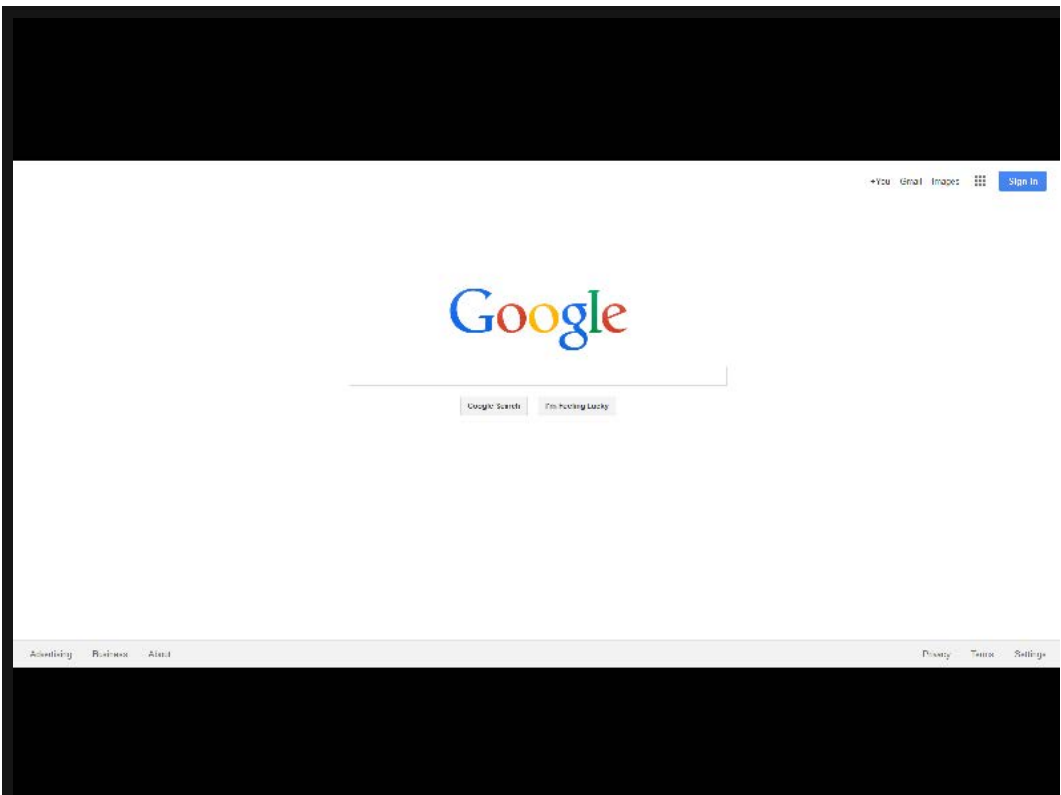 +You Gmail Images Sign in
Google
Google Search I'm Feeling Lucky
Advertising Business About Privacy Terms Settings